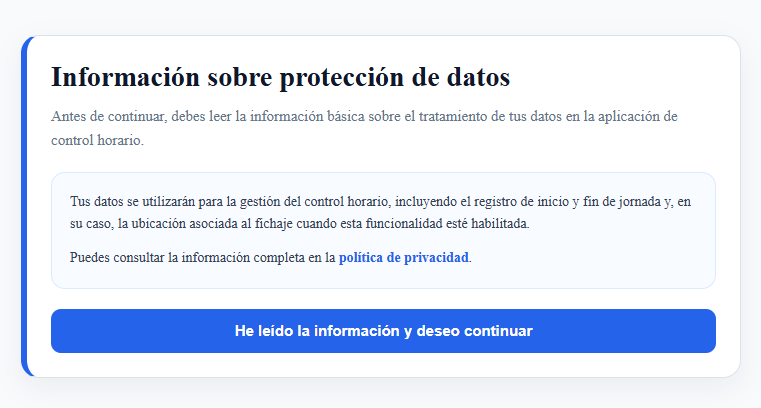 Información sobre protección de datos
Antes de continuar, debes leer la información básica sobre el tratamiento de tus datos en la aplicación de
control horario.
Tus datos se utilizarán para la gestión del control horario, incluyendo el registro de inicio y fin de jornada y, en
su caso, la ubicación asociada al fichaje cuando esta funcionalidad esté habilitada.
Puedes consultar la información completa en la política de privacidad.
He leído la información y deseo continuar